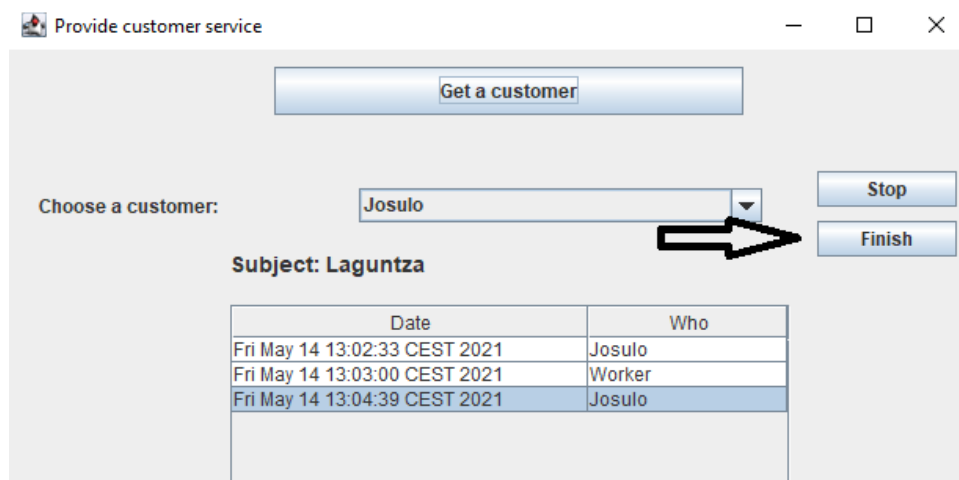 Provide customer service
Get a customer
Choose a customer:
Josulo
Stop
Finish
Subject: Laguntza
Date Who
Fri May 14 13:02:33 CEST 2021 Josulo
Fri May 14 13:03:00 CEST 2021 Worker
Fri May 14 13:04:39 CEST 2021 Josulo